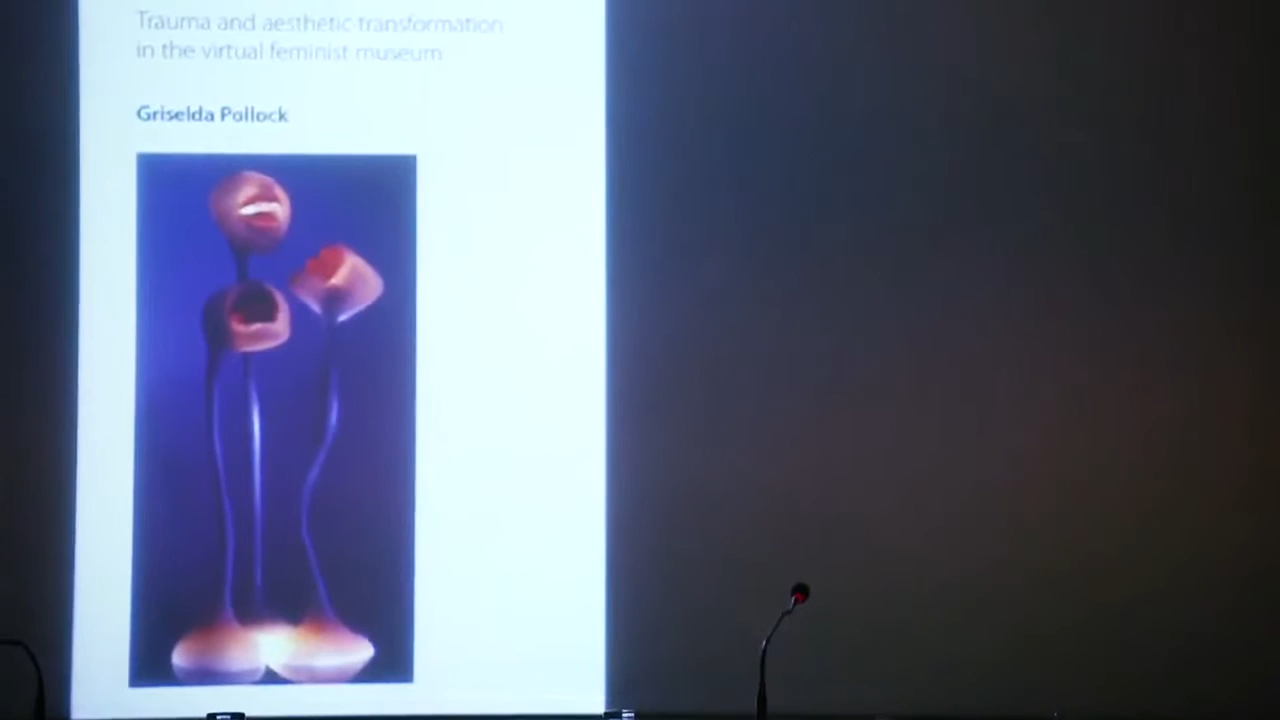 Trauma and aesthetic transformation
in the virtual feminist museum
Griselda Pollock